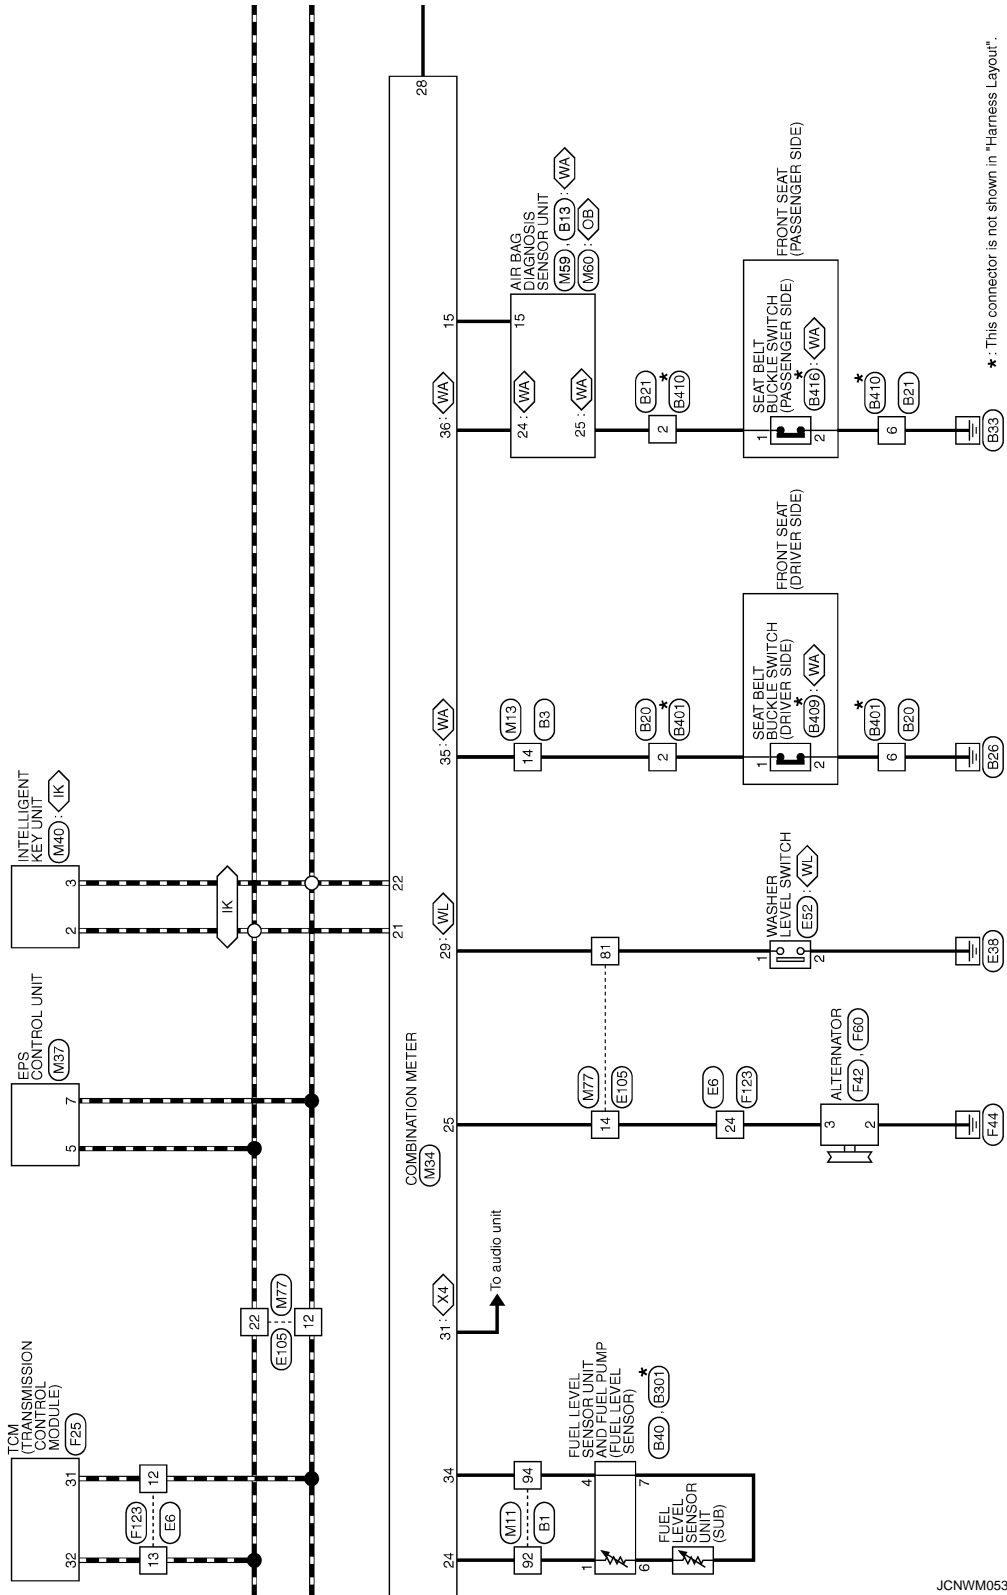 TCM
(TRANSMISSION
CONTROL
MODULE)
F25
32
31
F123
E6
13
12
22
12
E105
M77
EPS
CONTROL UNIT
M37
5
7
INTELLIGENT
KEY UNIT
M40 : IK
2
3
IK
21
22
COMBINATION METER
M34
28
24
34
31 : X4
25
29 : WL
35 : WA
36 : WA
15
M11
B1
92
94
FUEL LEVEL
SENSOR UNIT
AND FUEL PUMP
(FUEL LEVEL
SENSOR)
B40 , B301 *
1
4
6
7
FUEL
LEVEL
SENSOR
UNIT
(SUB)
To audio unit
M77
E105
14
81
E6
F123
24
ALTERNATOR
F42 , F60
3
2
F44
WASHER
LEVEL SWITCH
E52 : WL
1
2
E38
M13
B3
14
B20
B401 *
2
FRONT SEAT
(DRIVER SIDE)
SEAT BELT
BUCKLE SWITCH
(DRIVER SIDE)
* B409 : WA
1
2
B401 *
B20
6
B26
AIR BAG
DIAGNOSIS
SENSOR UNIT
M59 , B13 : WA
M60 : OB
15
24 : WA
25 : WA
B21
B410 *
2
FRONT SEAT
(PASSENGER SIDE)
SEAT BELT
BUCKLE SWITCH
(PASSENGER SIDE)
* B416 : WA
1
2
B410 *
B21
6
B33
* : This connector is not shown in "Harness Layout".
JCNWM053